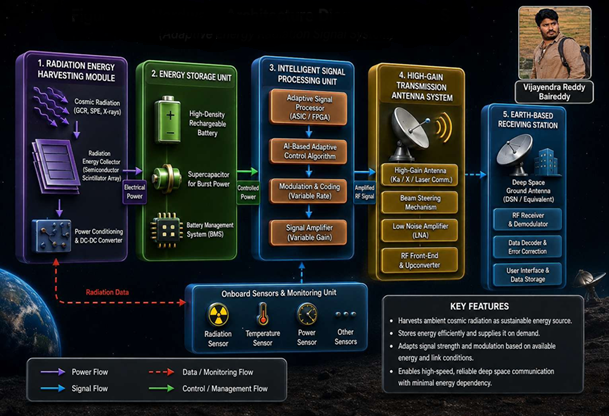 1. RADIATION ENERGY
HARVESTING MODULE
Cosmic Radiation
(GCR, SPE, X-rays)
Radiation
Energy Collector
(Semiconductor
Scintillator Array)
Power Conditioning
& DC-DC Converter
Electrical
Power
2. ENERGY STORAGE UNIT
High-Density
Rechargeable
Battery
Supercapacitor
for Burst Power
Battery Management
System (BMS)
Controlled
Power
3. INTELLIGENT SIGNAL
PROCESSING UNIT
Adaptive Signal
Processor
(ASIC / FPGA)
AI-Based Adaptive
Control Algorithm
Modulation & Coding
(Variable Rate)
Signal Amplifier
(Variable Gain)
Amplified
RF Signal
4. HIGH-GAIN
TRANSMISSION
ANTENNA SYSTEM
High-Gain Antenna
(Ka / X / Laser Comm.)
Beam Steering
Mechanism
Low Noise Amplifier
(LNA)
RF Front-End
& Upconverter
Vijayendra Reddy
Baireddy
5. EARTH-BASED
RECEIVING STATION
Deep Space
Ground Antenna
(DSN / Equivalent)
RF Receiver
& Demodulator
Data Decoder &
Error Correction
User Interface &
Data Storage
Radiation Data
Onboard Sensors & Monitoring Unit
Radiation
Sensor
Temperature
Sensor
Power
Sensor
Other
Sensors
Power Flow
Data / Monitoring Flow
Signal Flow
Control / Management Flow
KEY FEATURES
• Harvests ambient cosmic radiation as sustainable energy source.
• Stores energy efficiently and supplies it on demand.
• Adapts signal strength and modulation based on available
energy and link conditions.
• Enables high-speed, reliable deep space communication
with minimal energy dependency.